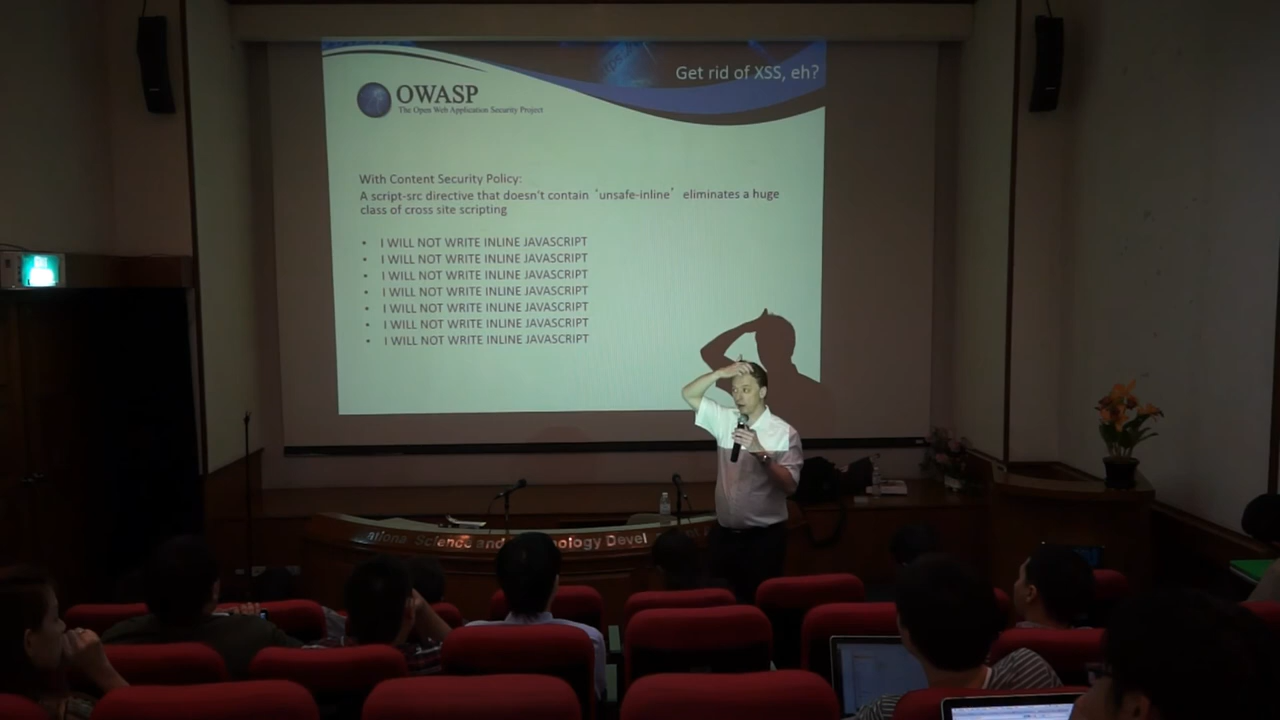 Get rid of XSS, eh?
OWASP
The Open Web Application Security Project
With Content Security Policy:
A script-src directive that doesn't contain 'unsafe-inline' eliminates a huge
class of cross site scripting
• I WILL NOT WRITE INLINE JAVASCRIPT
• I WILL NOT WRITE INLINE JAVASCRIPT
• I WILL NOT WRITE INLINE JAVASCRIPT
• I WILL NOT WRITE INLINE JAVASCRIPT
• I WILL NOT WRITE INLINE JAVASCRIPT
• I WILL NOT WRITE INLINE JAVASCRIPT
• I WILL NOT WRITE INLINE JAVASCRIPT
ationa Science and nology Devel